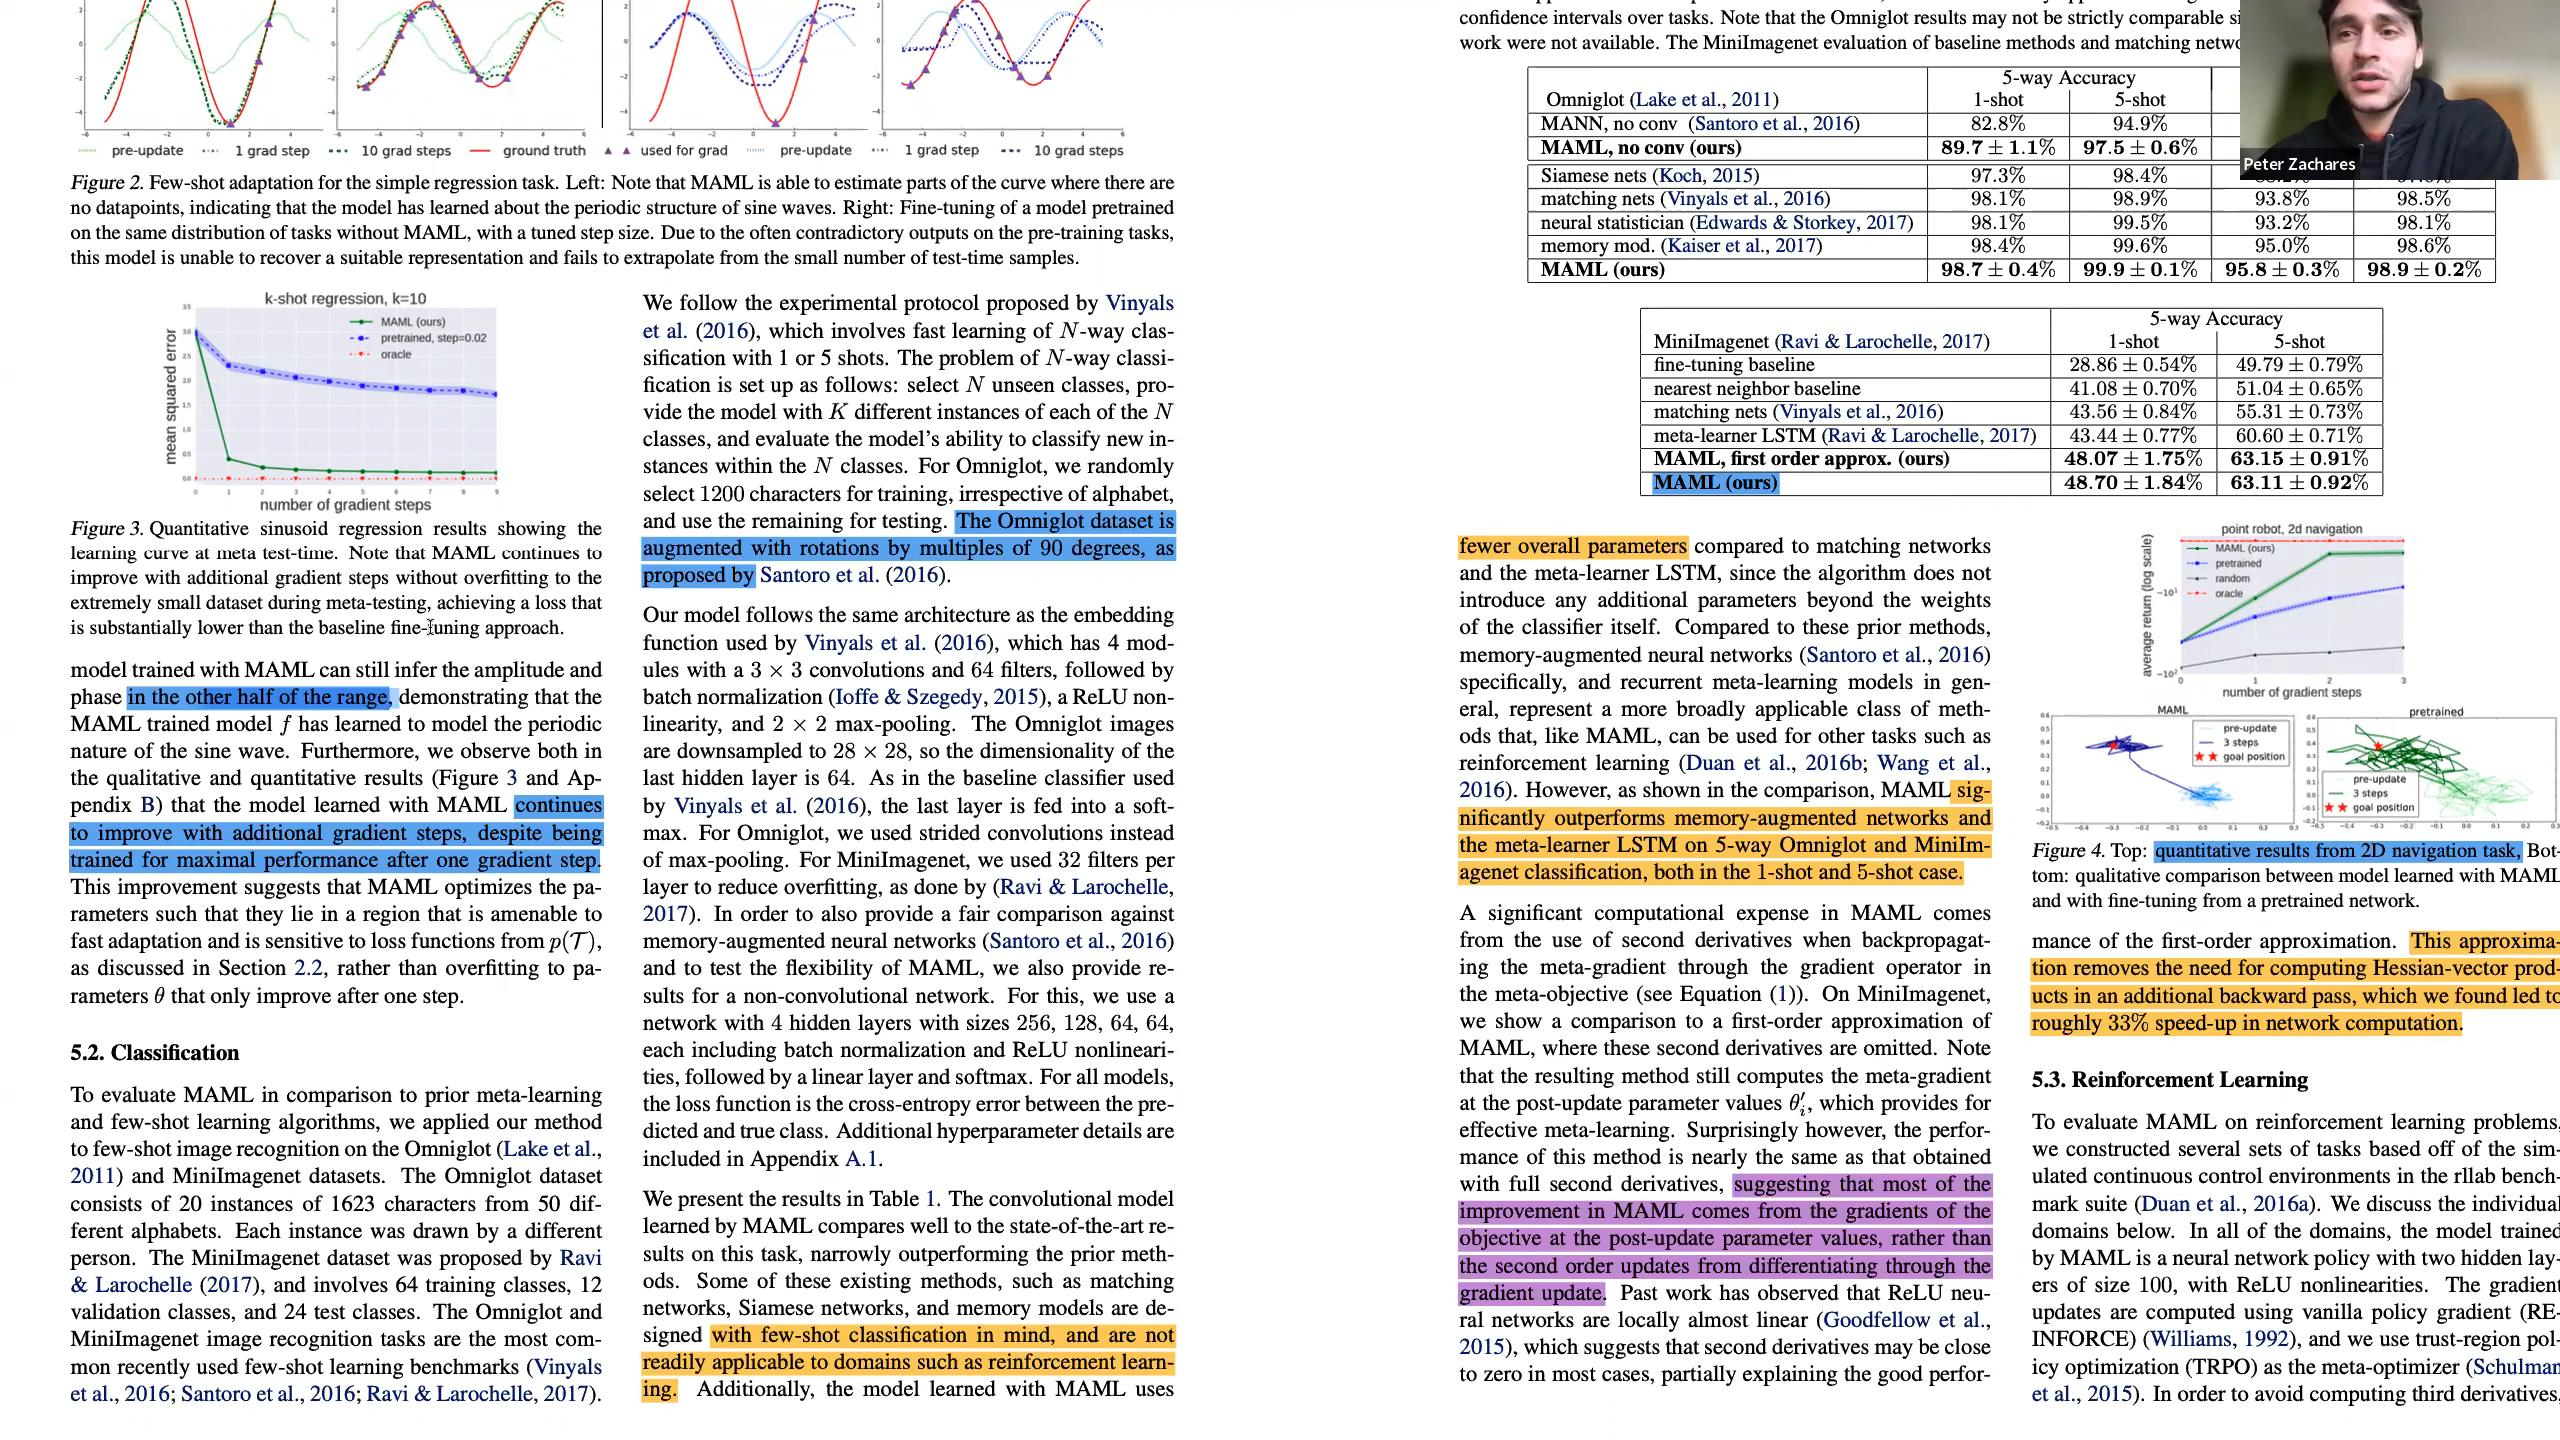 pre-update 1 grad step 10 grad steps ground truth used for grad pre-update 1 grad step 10 grad steps
Figure 2. Few-shot adaptation for the simple regression task. Left: Note that MAML is able to estimate parts of the curve where there are
no datapoints, indicating that the model has learned about the periodic structure of sine waves. Right: Fine-tuning of a model pretrained
on the same distribution of tasks without MAML, with a tuned step size. Due to the often contradictory outputs on the pre-training tasks,
this model is unable to recover a suitable representation and fails to extrapolate from the small number of test-time samples.
k-shot regression, k=10
MAML (ours)
pretrained, step=0.02
oracle
mean squared error
number of gradient steps
Figure 3. Quantitative sinusoid regression results showing the
learning curve at meta test-time. Note that MAML continues to
improve with additional gradient steps without overfitting to the
extremely small dataset during meta-testing, achieving a loss that
is substantially lower than the baseline fine-tuning approach.
model trained with MAML can still infer the amplitude and
phase in the other half of the range, demonstrating that the
MAML trained model f has learned to model the periodic
nature of the sine wave. Furthermore, we observe both in
the qualitative and quantitative results (Figure 3 and Ap-
pendix B) that the model learned with MAML continues
to improve with additional gradient steps, despite being
trained for maximal performance after one gradient step.
This improvement suggests that MAML optimizes the pa-
rameters such that they lie in a region that is amenable to
fast adaptation and is sensitive to loss functions from p(𝒯),
as discussed in Section 2.2, rather than overfitting to pa-
rameters θ that only improve after one step.
5.2. Classification
To evaluate MAML in comparison to prior meta-learning
and few-shot learning algorithms, we applied our method
to few-shot image recognition on the Omniglot (Lake et al.,
2011) and MiniImagenet datasets. The Omniglot dataset
consists of 20 instances of 1623 characters from 50 dif-
ferent alphabets. Each instance was drawn by a different
person. The MiniImagenet dataset was proposed by Ravi
& Larochelle (2017), and involves 64 training classes, 12
validation classes, and 24 test classes. The Omniglot and
MiniImagenet image recognition tasks are the most com-
mon recently used few-shot learning benchmarks (Vinyals
et al., 2016; Santoro et al., 2016; Ravi & Larochelle, 2017).
We follow the experimental protocol proposed by Vinyals
et al. (2016), which involves fast learning of N-way clas-
sification with 1 or 5 shots. The problem of N-way classi-
fication is set up as follows: select N unseen classes, pro-
vide the model with K different instances of each of the N
classes, and evaluate the model's ability to classify new in-
stances within the N classes. For Omniglot, we randomly
select 1200 characters for training, irrespective of alphabet,
and use the remaining for testing. The Omniglot dataset is
augmented with rotations by multiples of 90 degrees, as
proposed by Santoro et al. (2016).
Our model follows the same architecture as the embedding
function used by Vinyals et al. (2016), which has 4 mod-
ules with a 3 × 3 convolutions and 64 filters, followed by
batch normalization (Ioffe & Szegedy, 2015), a ReLU non-
linearity, and 2 × 2 max-pooling. The Omniglot images
are downsampled to 28 × 28, so the dimensionality of the
last hidden layer is 64. As in the baseline classifier used
by Vinyals et al. (2016), the last layer is fed into a soft-
max. For Omniglot, we used strided convolutions instead
of max-pooling. For MiniImagenet, we used 32 filters per
layer to reduce overfitting, as done by (Ravi & Larochelle,
2017). In order to also provide a fair comparison against
memory-augmented neural networks (Santoro et al., 2016)
and to test the flexibility of MAML, we also provide re-
sults for a non-convolutional network. For this, we use a
network with 4 hidden layers with sizes 256, 128, 64, 64,
each including batch normalization and ReLU nonlineari-
ties, followed by a linear layer and softmax. For all models,
the loss function is the cross-entropy error between the pre-
dicted and true class. Additional hyperparameter details are
included in Appendix A.1.
We present the results in Table 1. The convolutional model
learned by MAML compares well to the state-of-the-art re-
sults on this task, narrowly outperforming the prior meth-
ods. Some of these existing methods, such as matching
networks, Siamese networks, and memory models are de-
signed with few-shot classification in mind, and are not
readily applicable to domains such as reinforcement learn-
ing. Additionally, the model learned with MAML uses
confidence intervals over tasks. Note that the Omniglot results may not be strictly comparable
work were not available. The MiniImagenet evaluation of baseline methods and matching
5-way Accuracy
Omniglot (Lake et al., 2011) 1-shot 5-shot
MANN, no conv (Santoro et al., 2016) 82.8% 94.9%
MAML, no conv (ours) 89.7 ± 1.1% 97.5 ± 0.6%
Siamese nets (Koch, 2015) 97.3% 98.4%
matching nets (Vinyals et al., 2016) 98.1% 98.9% 93.8% 98.5%
neural statistician (Edwards & Storkey, 2017) 98.1% 99.5% 93.2% 98.1%
memory mod. (Kaiser et al., 2017) 98.4% 99.6% 95.0% 98.6%
MAML (ours) 98.7 ± 0.4% 99.9 ± 0.1% 95.8 ± 0.3% 98.9 ± 0.2%
Peter Zachares
5-way Accuracy
MiniImagenet (Ravi & Larochelle, 2017) 1-shot 5-shot
fine-tuning baseline 28.86 ± 0.54% 49.79 ± 0.79%
nearest neighbor baseline 41.08 ± 0.70% 51.04 ± 0.65%
matching nets (Vinyals et al., 2016) 43.56 ± 0.84% 55.31 ± 0.73%
meta-learner LSTM (Ravi & Larochelle, 2017) 43.44 ± 0.77% 60.60 ± 0.71%
MAML, first order approx. (ours) 48.07 ± 1.75% 63.15 ± 0.91%
MAML (ours) 48.70 ± 1.84% 63.11 ± 0.92%
fewer overall parameters compared to matching networks
and the meta-learner LSTM, since the algorithm does not
introduce any additional parameters beyond the weights
of the classifier itself. Compared to these prior methods,
memory-augmented neural networks (Santoro et al., 2016)
specifically, and recurrent meta-learning models in gen-
eral, represent a more broadly applicable class of meth-
ods that, like MAML, can be used for other tasks such as
reinforcement learning (Duan et al., 2016b; Wang et al.,
2016). However, as shown in the comparison, MAML sig-
nificantly outperforms memory-augmented networks and
the meta-learner LSTM on 5-way Omniglot and MiniIm-
agenet classification, both in the 1-shot and 5-shot case.
A significant computational expense in MAML comes
from the use of second derivatives when backpropagat-
ing the meta-gradient through the gradient operator in
the meta-objective (see Equation (1)). On MiniImagenet,
we show a comparison to a first-order approximation of
MAML, where these second derivatives are omitted. Note
that the resulting method still computes the meta-gradient
at the post-update parameter values θ′i, which provides for
effective meta-learning. Surprisingly however, the perfor-
mance of this method is nearly the same as that obtained
with full second derivatives, suggesting that most of the
improvement in MAML comes from the gradients of the
objective at the post-update parameter values, rather than
the second order updates from differentiating through the
gradient update. Past work has observed that ReLU neu-
ral networks are locally almost linear (Goodfellow et al.,
2015), which suggests that second derivatives may be close
to zero in most cases, partially explaining the good perfor-
point robot, 2d navigation
MAML (ours)
pretrained
random
oracle
average return (log scale)
number of gradient steps
MAML
pre-update
3 steps
goal position
pretrained
pre-update
3 steps
goal position
Figure 4. Top: quantitative results from 2D navigation task, Bot-
tom: qualitative comparison between model learned with MAML
and with fine-tuning from a pretrained network.
mance of the first-order approximation. This approxima-
tion removes the need for computing Hessian-vector prod-
ucts in an additional backward pass, which we found led to
roughly 33% speed-up in network computation.
5.3. Reinforcement Learning
To evaluate MAML on reinforcement learning problems,
we constructed several sets of tasks based off of the sim-
ulated continuous control environments in the rllab bench-
mark suite (Duan et al., 2016a). We discuss the individual
domains below. In all of the domains, the model trained
by MAML is a neural network policy with two hidden lay-
ers of size 100, with ReLU nonlinearities. The gradient
updates are computed using vanilla policy gradient (RE-
INFORCE) (Williams, 1992), and we use trust-region pol-
icy optimization (TRPO) as the meta-optimizer (Schulman
et al., 2015). In order to avoid computing third derivatives,